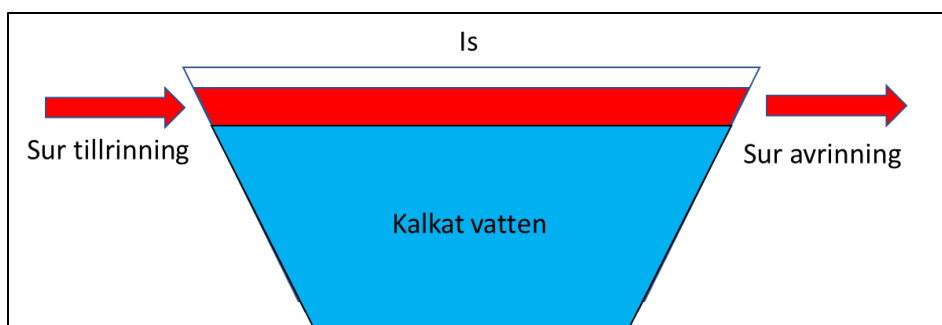 Is
Sur tillrinning
Sur avrinning
Kalkat vatten